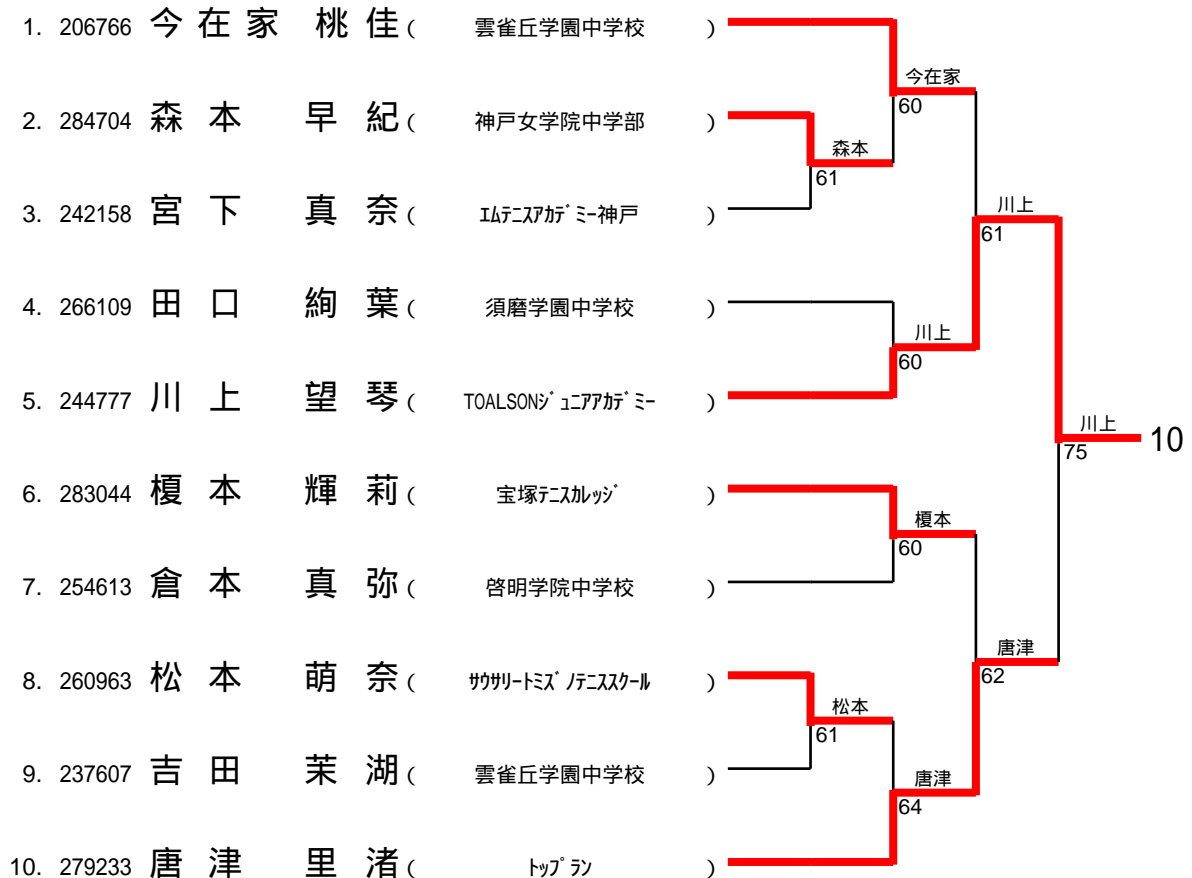 1. 206766 今在家 桃佳 ( 雲雀丘学園中学校 )
今在家
60
2. 284704 森本 早紀 ( 神戸女学院中学部 )
森本
61
3. 242158 宮下 真奈 ( エムテニスアカデミー神戸 )
川上
61
4. 266109 田口 絢葉 ( 須磨学園中学校 )
川上
60
5. 244777 川上 望琴 ( TOALSONジュニアアカデミー )
川上
75
10
6. 283044 榎本 輝莉 ( 宝塚テニスカレッジ )
榎本
60
7. 254613 倉本 真弥 ( 啓明学院中学校 )
唐津
62
8. 260963 松本 萌奈 ( サウサリートミズノテニススクール )
松本
61
9. 237607 吉田 茉湖 ( 雲雀丘学園中学校 )
唐津
64
10. 279233 唐津 里渚 ( トップラン )